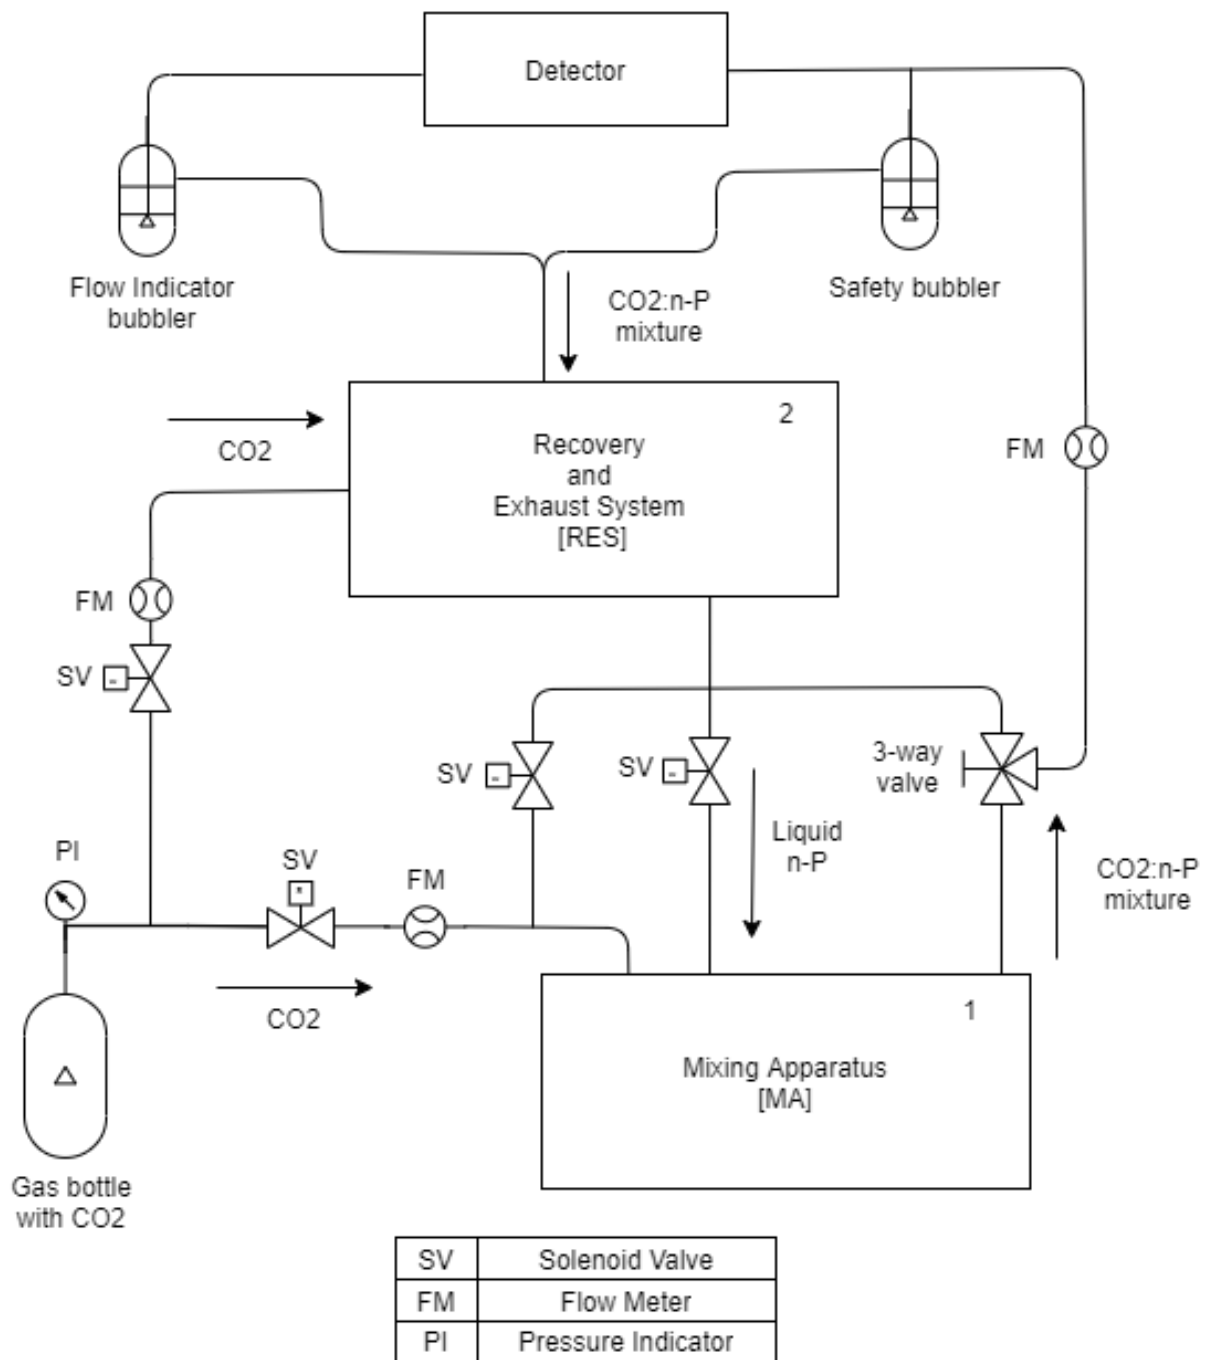 Detector
Flow Indicator
bubbler
Safety bubbler
CO2:n-P
mixture
CO2
2
Recovery
and
Exhaust System
[RES]
FM
FM
SV
SV
SV
3-way
valve
Liquid
n-P
PI
SV
FM
CO2:n-P
mixture
CO2
1
Mixing Apparatus
[MA]
Gas bottle
with CO2
SV Solenoid Valve
FM Flow Meter
PI Pressure Indicator